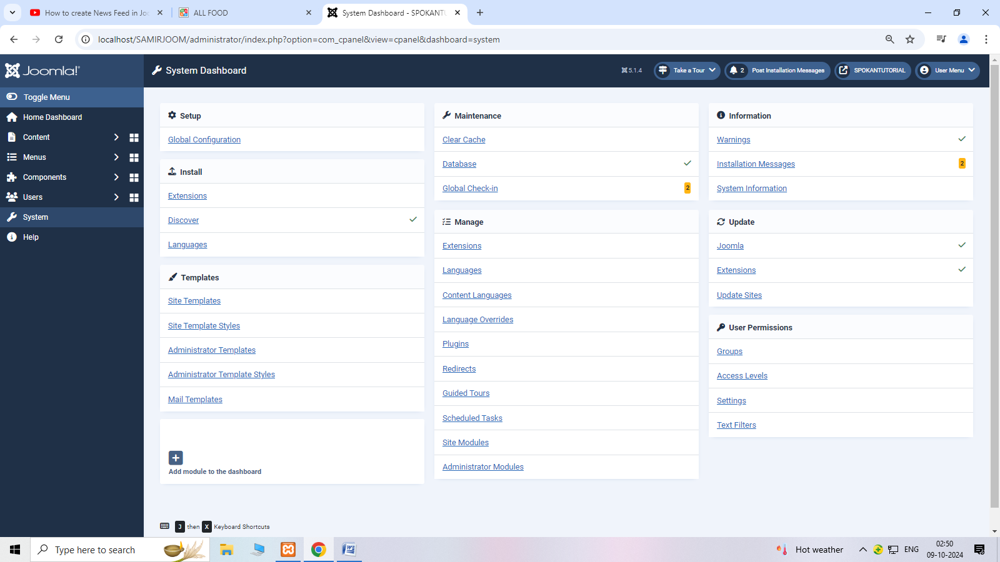 How to create News Feed in Joo
ALL FOOD
System Dashboard - SPOKANTU
localhost/SAMIRJOOM/administrator/index.php?option=com_cpanel&view=cpanel&dashboard=system
Joomla!
System Dashboard
5.1.4
Take a Tour
2 Post Installation Messages
SPOKANTUTORIAL
User Menu
Toggle Menu
Home Dashboard
Content
Menus
Components
Users
System
Help
Setup
Global Configuration
Install
Extensions
Discover
Languages
Templates
Site Templates
Site Template Styles
Administrator Templates
Administrator Template Styles
Mail Templates
Add module to the dashboard
Maintenance
Clear Cache
Database
Global Check-in 2
Manage
Extensions
Languages
Content Languages
Language Overrides
Plugins
Redirects
Guided Tours
Scheduled Tasks
Site Modules
Administrator Modules
Information
Warnings
Installation Messages 2
System Information
Update
Joomla
Extensions
Update Sites
User Permissions
Groups
Access Levels
Settings
Text Filters
J then X Keyboard Shortcuts
Type here to search
Hot weather
ENG
02:50
09-10-2024